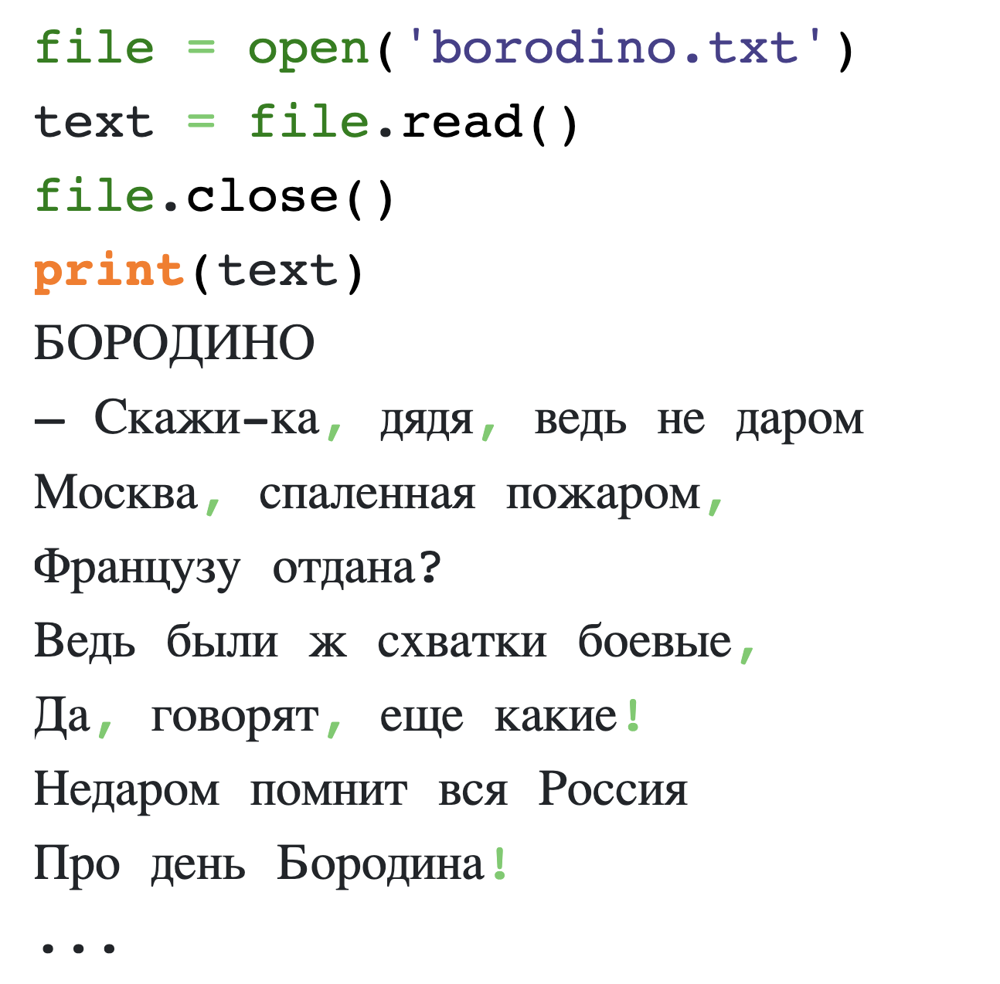 file = open('borodino.txt')
text = file.read()
file.close()
print(text)
БОРОДИНО
— Скажи-ка, дядя, ведь не даром
Москва, спаленная пожаром,
Французу отдана?
Ведь были ж схватки боевые,
Да, говорят, еще какие!
Недаром помнит вся Россия
Про день Бородина!
...